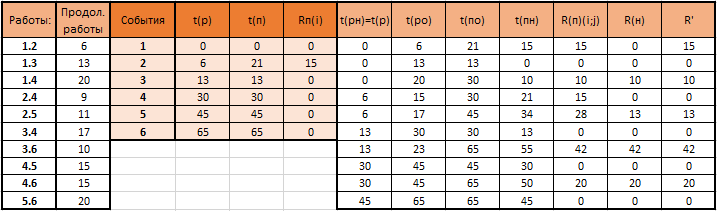 Работы: Продол. работы События t(р) t(п) Rп(i) t(рн)=t(р) t(ро) t(по) t(пн) R(п)(i;j) R(н) R'
1.2 6 1 0 0 0 0 6 21 15 15 0 15
1.3 13 2 6 21 15 0 13 13 0 0 0 0
1.4 20 3 13 13 0 0 20 30 10 10 10 10
2.4 9 4 30 30 0 6 15 30 21 15 0 0
2.5 11 5 45 45 0 6 17 45 34 28 13 13
3.4 17 6 65 65 0 13 30 30 13 0 0 0
3.6 10 13 23 65 55 42 42 42
4.5 15 30 45 45 30 0 0 0
4.6 15 30 45 65 50 20 20 20
5.6 20 45 65 65 45 0 0 0